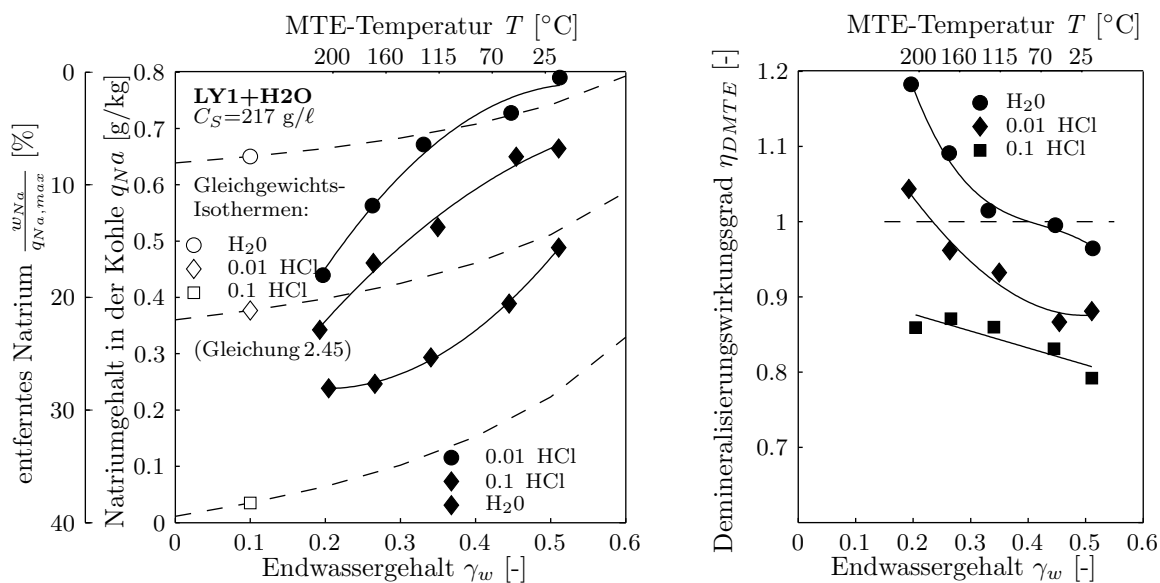 MTE-Temperatur T [°C]
200 160 115 70 25
entferntes Natrium w_Na / q_Na,max [%]
0
10
20
30
40
Natriumgehalt in der Kohle q_Na [g/kg]
0.8
0.7
0.6
0.5
0.4
0.3
0.2
0.1
0
LY1+H2O
C_S=217 g/ℓ
Gleichgewichts-
Isothermen:
H₂0
0.01 HCl
0.1 HCl
(Gleichung 2.45)
0.01 HCl
0.1 HCl
H₂0
0 0.1 0.2 0.3 0.4 0.5 0.6
Endwassergehalt γ_w [-]
MTE-Temperatur T [°C]
200 160 115 70 25
Demineralisierungswirkungsgrad η_DMTE [-]
1.2
1.1
1
0.9
0.8
0.7
H₂0
0.01 HCl
0.1 HCl
0 0.1 0.2 0.3 0.4 0.5 0.6
Endwassergehalt γ_w [-]